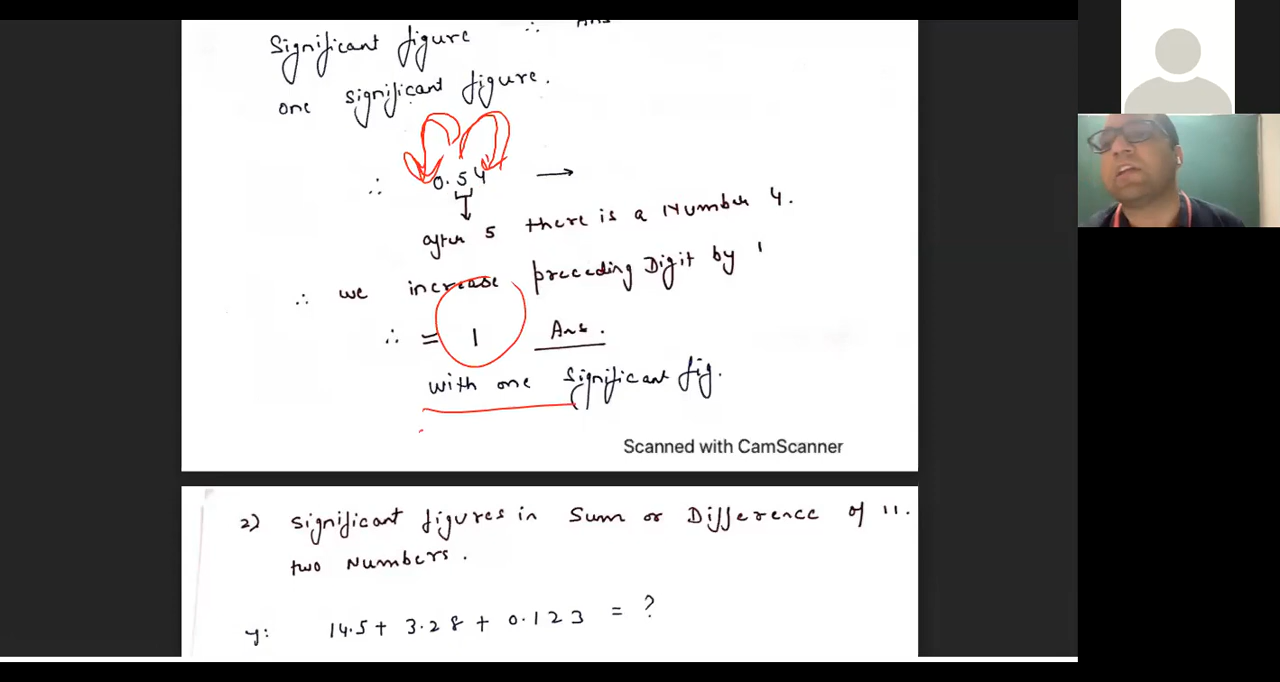 Significant figure ∴ Ans
one significant figure.
∴ 0.54 →
after 5 there is a Number 4.
∴ we increase preceding Digit by 1
∴ = 1 Ans.
with one Significant fig.
Scanned with CamScanner
2) Significant figures in Sum or Difference of
two Numbers.
14.5 + 3.28 + 0.123 = ?